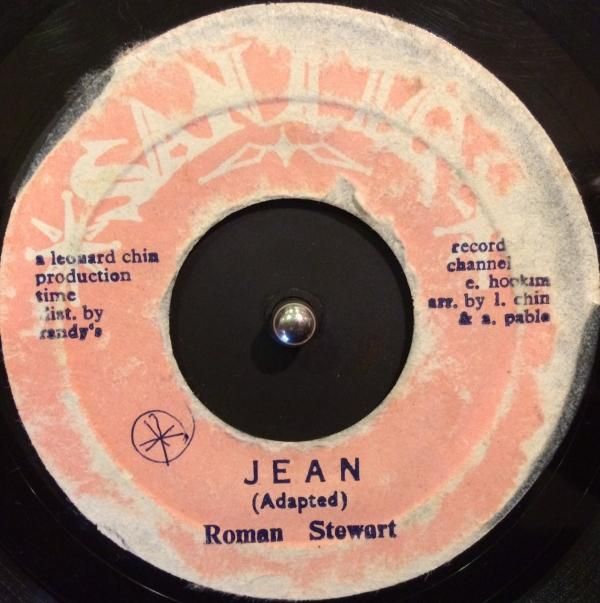 a leonard chin
production
time
dist. by
randy's
record
channel
e. hookim
arr. by l. chin
& a. pablo
JEAN
(Adapted)
Roman Stewart